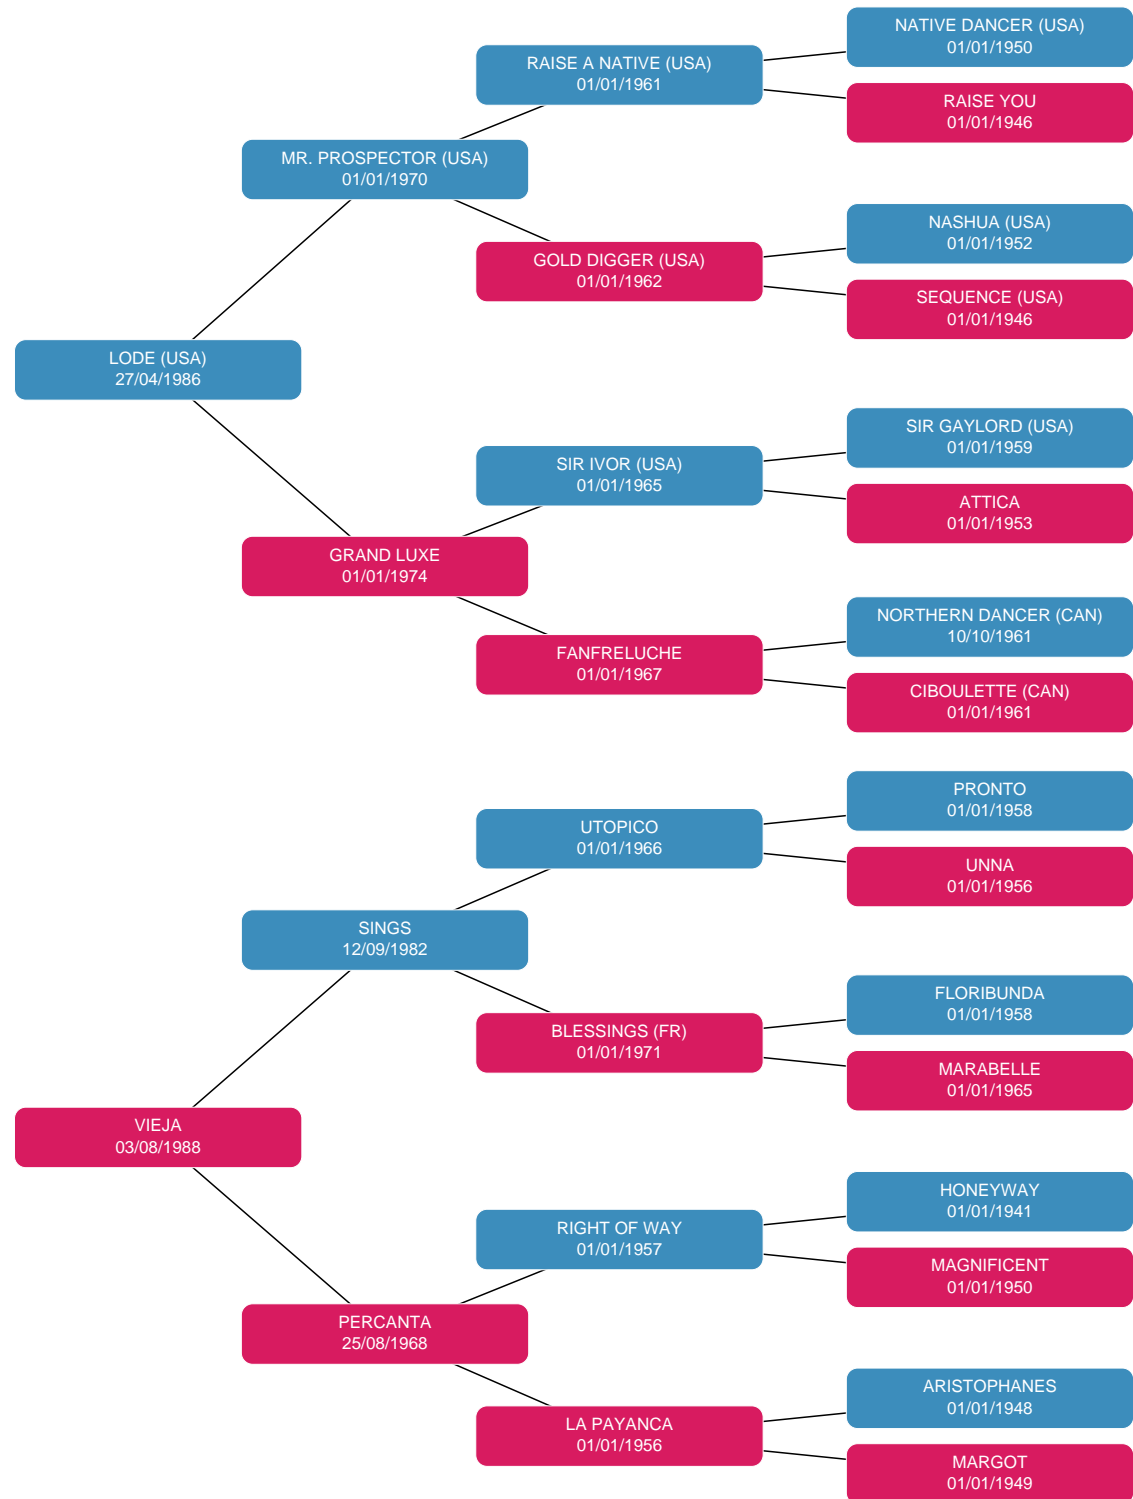 NATIVE DANCER (USA)
01/01/1950
RAISE A NATIVE (USA)
01/01/1961
RAISE YOU
01/01/1946
MR. PROSPECTOR (USA)
01/01/1970
NASHUA (USA)
01/01/1952
GOLD DIGGER (USA)
01/01/1962
SEQUENCE (USA)
01/01/1946
LODE (USA)
27/04/1986
SIR GAYLORD (USA)
01/01/1959
SIR IVOR (USA)
01/01/1965
ATTICA
01/01/1953
GRAND LUXE
01/01/1974
NORTHERN DANCER (CAN)
10/10/1961
FANFRELUCHE
01/01/1967
CIBOULETTE (CAN)
01/01/1961
PRONTO
01/01/1958
UTOPICO
01/01/1966
UNNA
01/01/1956
SINGS
12/09/1982
FLORIBUNDA
01/01/1958
BLESSINGS (FR)
01/01/1971
MARABELLE
01/01/1965
VIEJA
03/08/1988
HONEYWAY
01/01/1941
RIGHT OF WAY
01/01/1957
MAGNIFICENT
01/01/1950
PERCANTA
25/08/1968
ARISTOPHANES
01/01/1948
LA PAYANCA
01/01/1956
MARGOT
01/01/1949